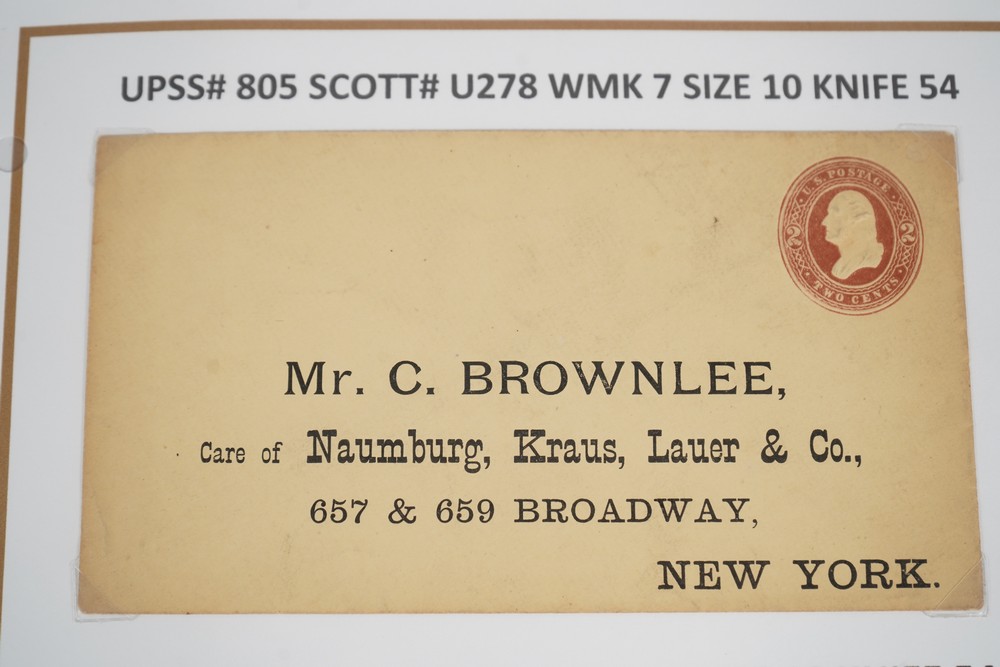 UPSS# 805 SCOTT# U278 WMK 7 SIZE 10 KNIFE 54
U.S. POSTAGE
2 2
TWO CENTS
Mr. C. BROWNLEE,
Care of Naumburg, Kraus, Lauer & Co.,
657 & 659 BROADWAY,
NEW YORK.